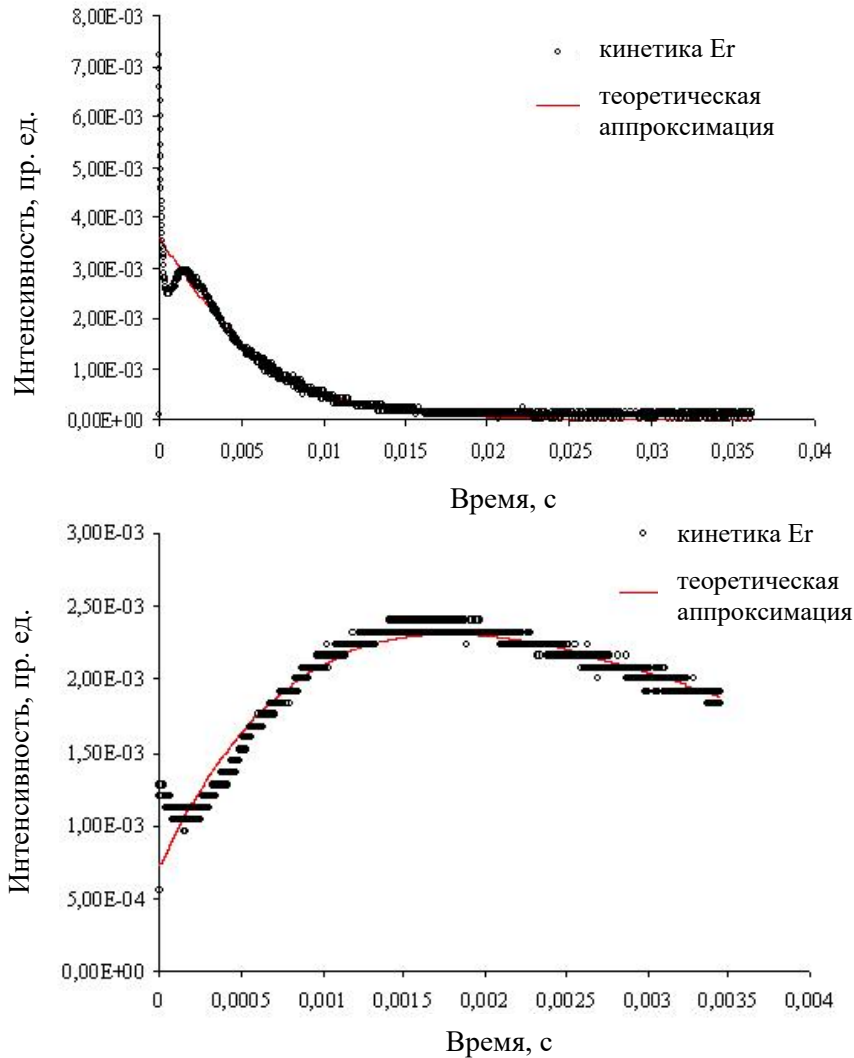 8,00E-03
7,00E-03
6,00E-03
5,00E-03
4,00E-03
3,00E-03
2,00E-03
1,00E-03
0,00E+00
Интенсивность, пр. ед.
кинетика Er
теоретическая
аппроксимация
0 0,005 0,01 0,015 0,02 0,025 0,03 0,035 0,04
Время, с
3,00E-03
2,50E-03
2,00E-03
1,50E-03
1,00E-03
5,00E-04
0,00E+00
Интенсивность, пр. ед.
кинетика Er
теоретическая
аппроксимация
0 0,0005 0,001 0,0015 0,002 0,0025 0,003 0,0035 0,004
Время, с